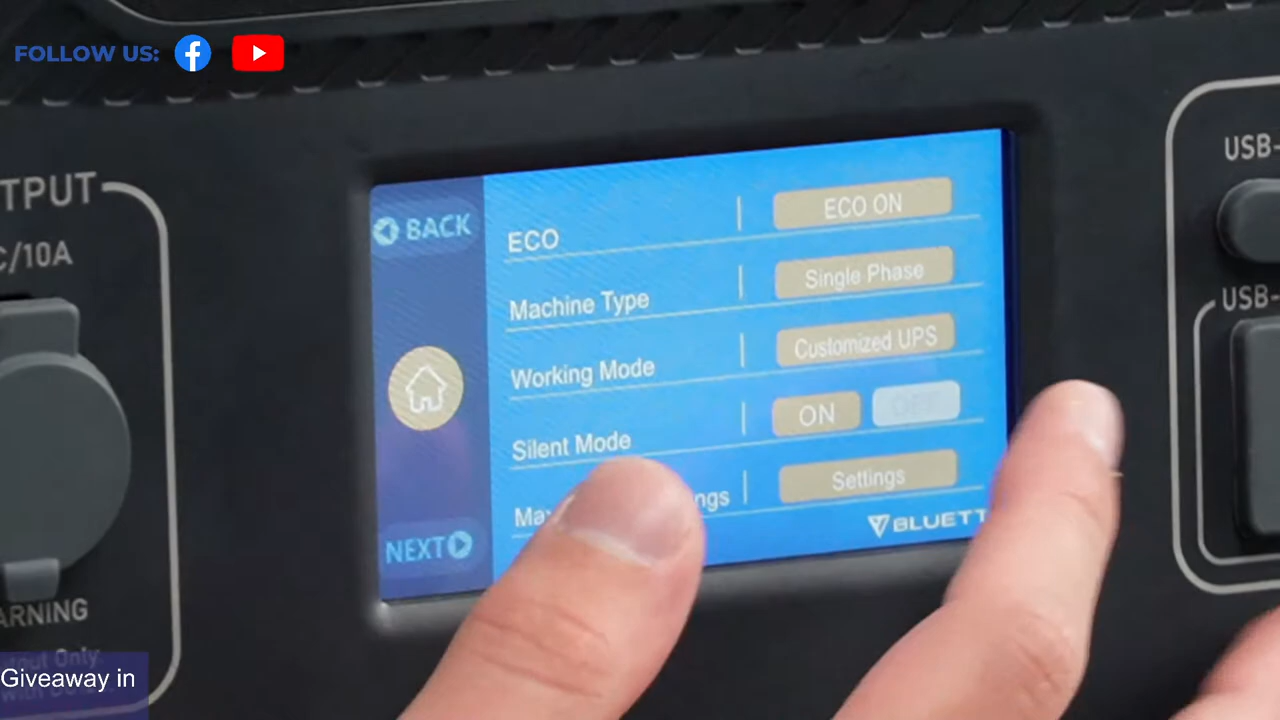 FOLLOW US:
TPUT
C/10A
ARNING
Giveaway in
BACK
NEXT
ECO
ECO ON
Machine Type
Single Phase
Working Mode
Customized UPS
Silent Mode
ON
Settings
BLUETT
USB-
USB-